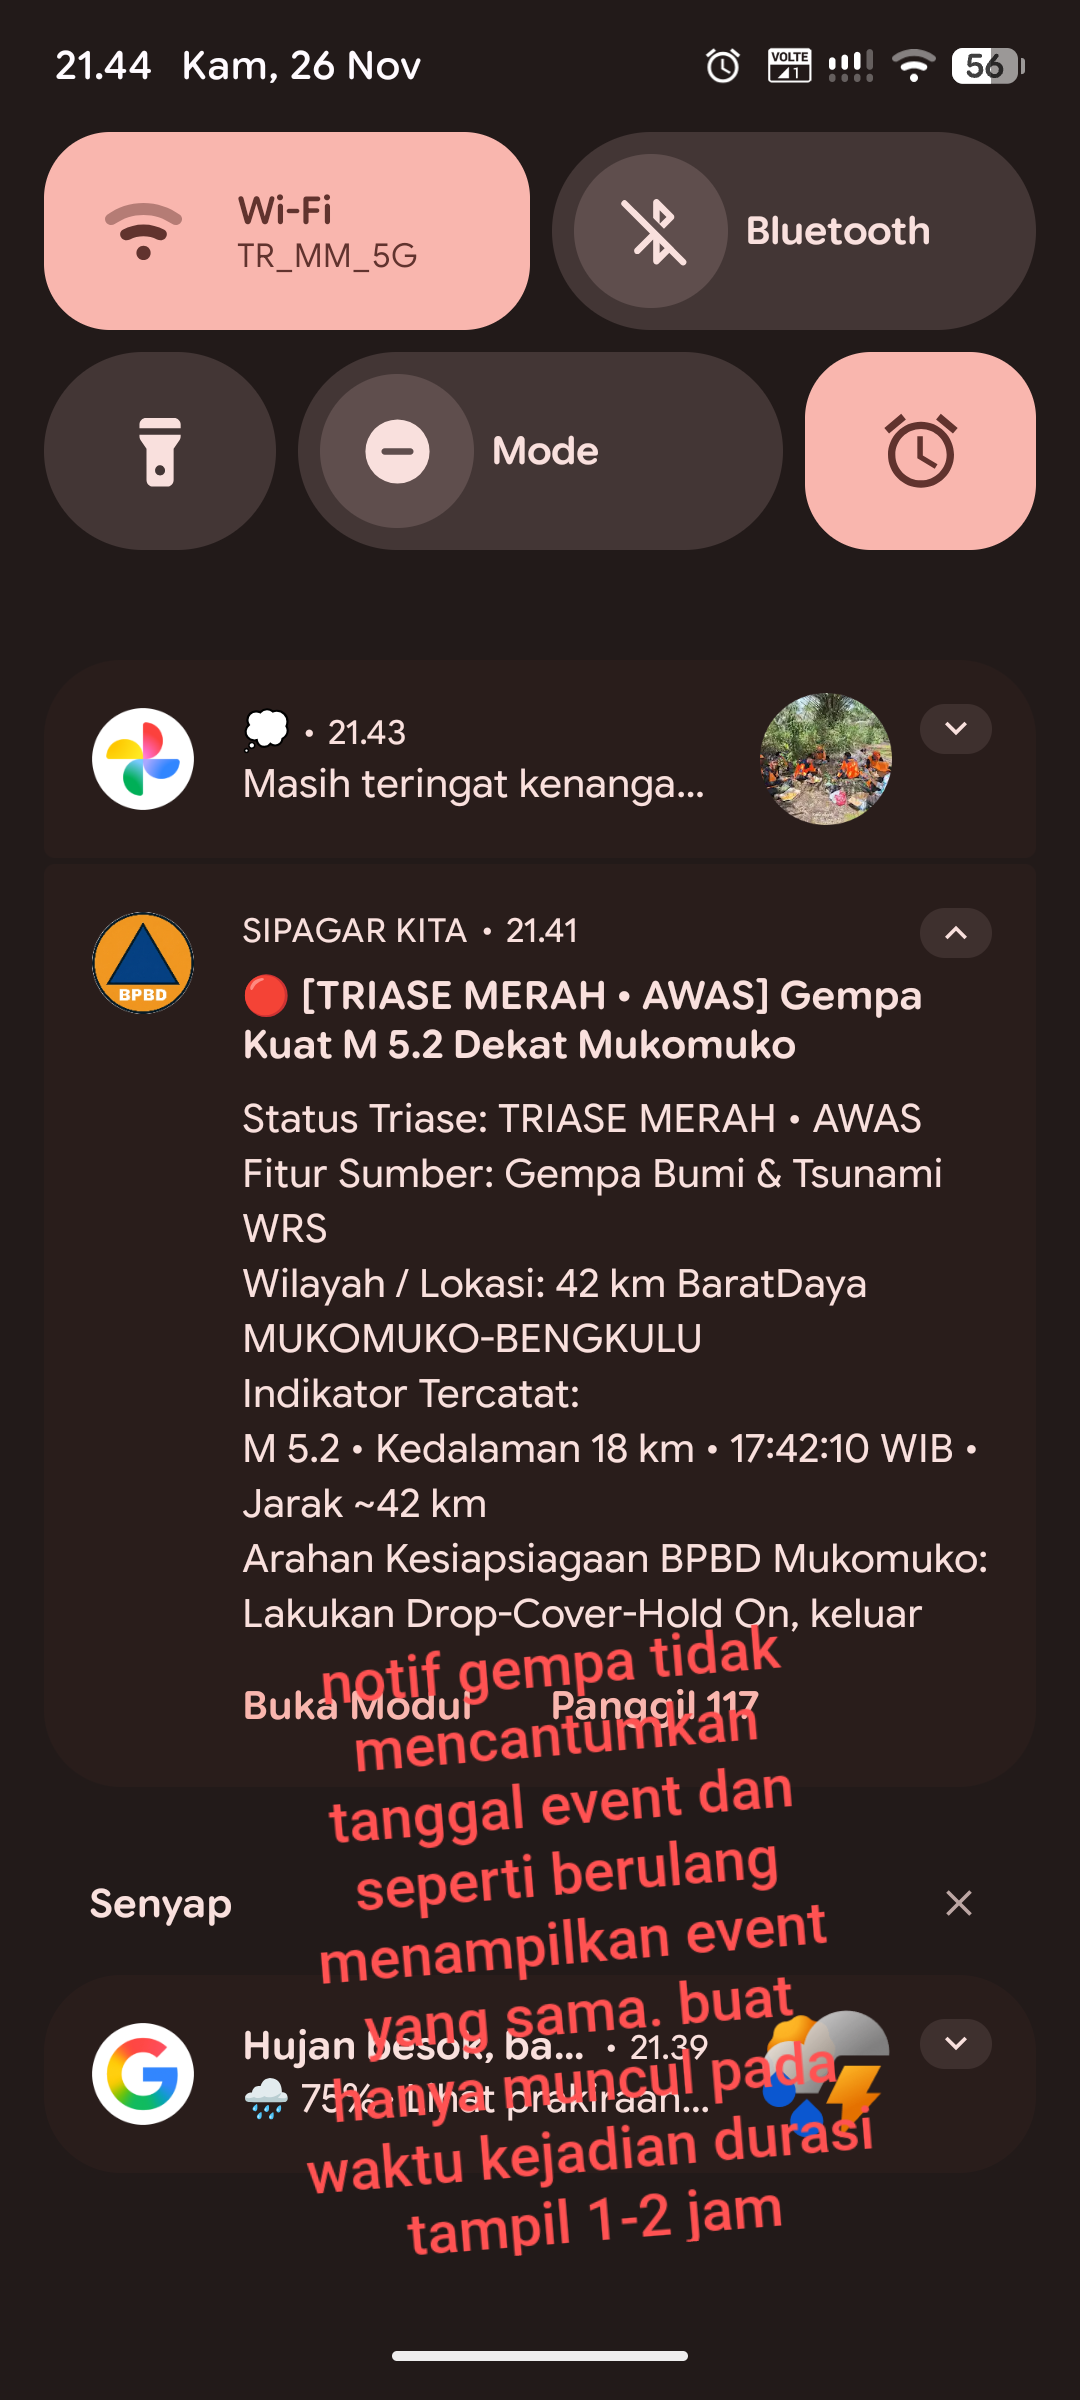 21.44 Kam, 26 Nov VOLTE 1 56
Wi-Fi
TR_MM_5G
Bluetooth
Mode
• 21.43
Masih teringat kenanga...
BPBD
SIPAGAR KITA • 21.41
[TRIASE MERAH • AWAS] Gempa
Kuat M 5.2 Dekat Mukomuko
Status Triase: TRIASE MERAH • AWAS
Fitur Sumber: Gempa Bumi & Tsunami
WRS
Wilayah / Lokasi: 42 km BaratDaya
MUKOMUKO-BENGKULU
Indikator Tercatat:
M 5.2 • Kedalaman 18 km • 17:42:10 WIB •
Jarak ~42 km
Arahan Kesiapsiagaan BPBD Mukomuko:
Lakukan Drop-Cover-Hold On, keluar
Buka Modul Panggil 117
notif gempa tidak
mencantumkan
tanggal event dan
seperti berulang
menampilkan event
yang sama. buat
hanya muncul pada
waktu kejadian durasi
tampil 1-2 jam
Senyap
Hujan besok, ba... • 21.39
75% Lihat prakiraan...